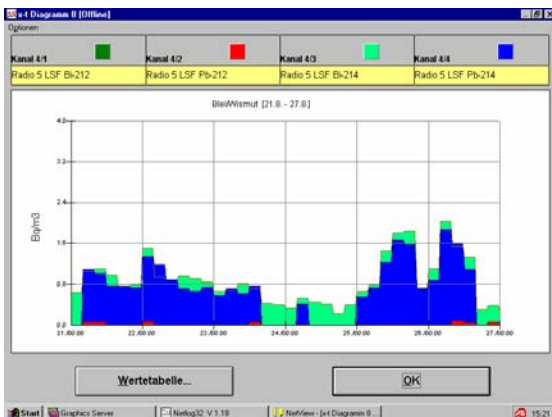 x-t Diagramm 8 [Offline]
Optionen
Kanal 4/1 Kanal 4/2 Kanal 4/3 Kanal 4/4
Radio 5 LSF Bi-212 Radio 5 LSF Pb-212 Radio 5 LSF Bi-214 Radio 5 LSF Pb-214
Blei/Wismut [21.8. - 27.8.]
4.0
3.2
2.4
Bq/m3
1.6
0.8
0.0
21./00:00 22./00:00 23./00:00 24./00:00 25./00:00 26./00:00 27./00:00
Wertetabelle... OK
Start Graphics Server Netlog32 V 1.18 NetView - [x-t Diagramm 8... 15:21